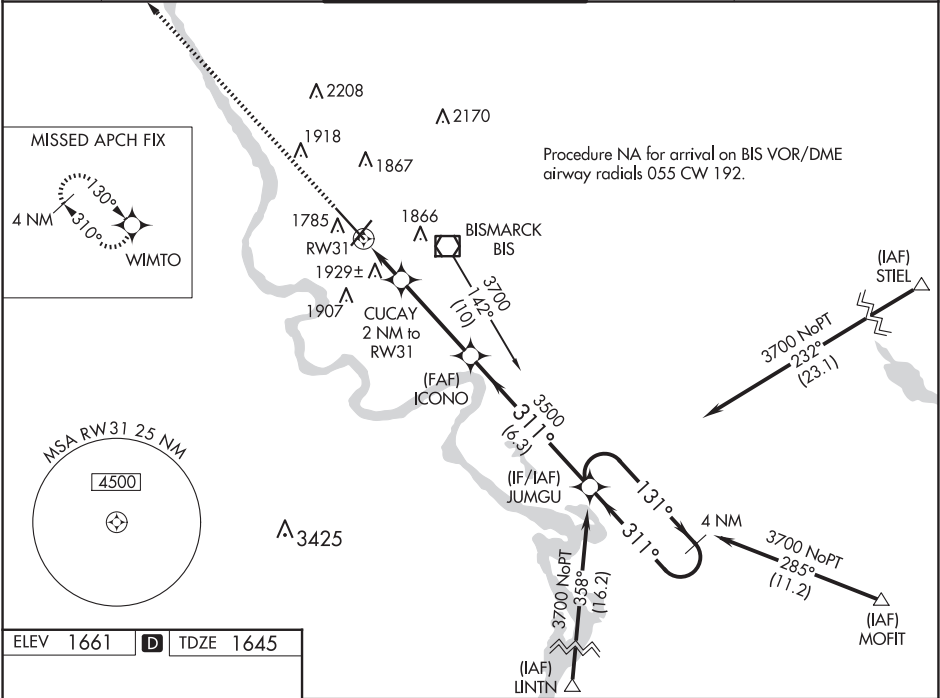 2208
2170
1918
1867
Procedure NA for arrival on BIS VOR/DME
airway radials 055 CW 192.
MISSED APCH FIX
130°
4 NM
310°
WIMTO
1785
RW31
1866
BISMARCK
BIS
1929±
1907
CUCAY
2 NM to
RW31
3700
142°
(10)
(IAF)
STIEL
3700 NoPT
232°
(23.1)
(FAF)
ICONO
3500
311°
(6.3)
MSA RW31 25 NM
4500
3425
(IF/IAF)
JUMGU
131°
311°
4 NM
3700 NoPT
285°
(11.2)
(IAF)
MOFIT
3700 NoPT
358°
(16.2)
(IAF)
LINTN
ELEV 1661 D TDZE 1645